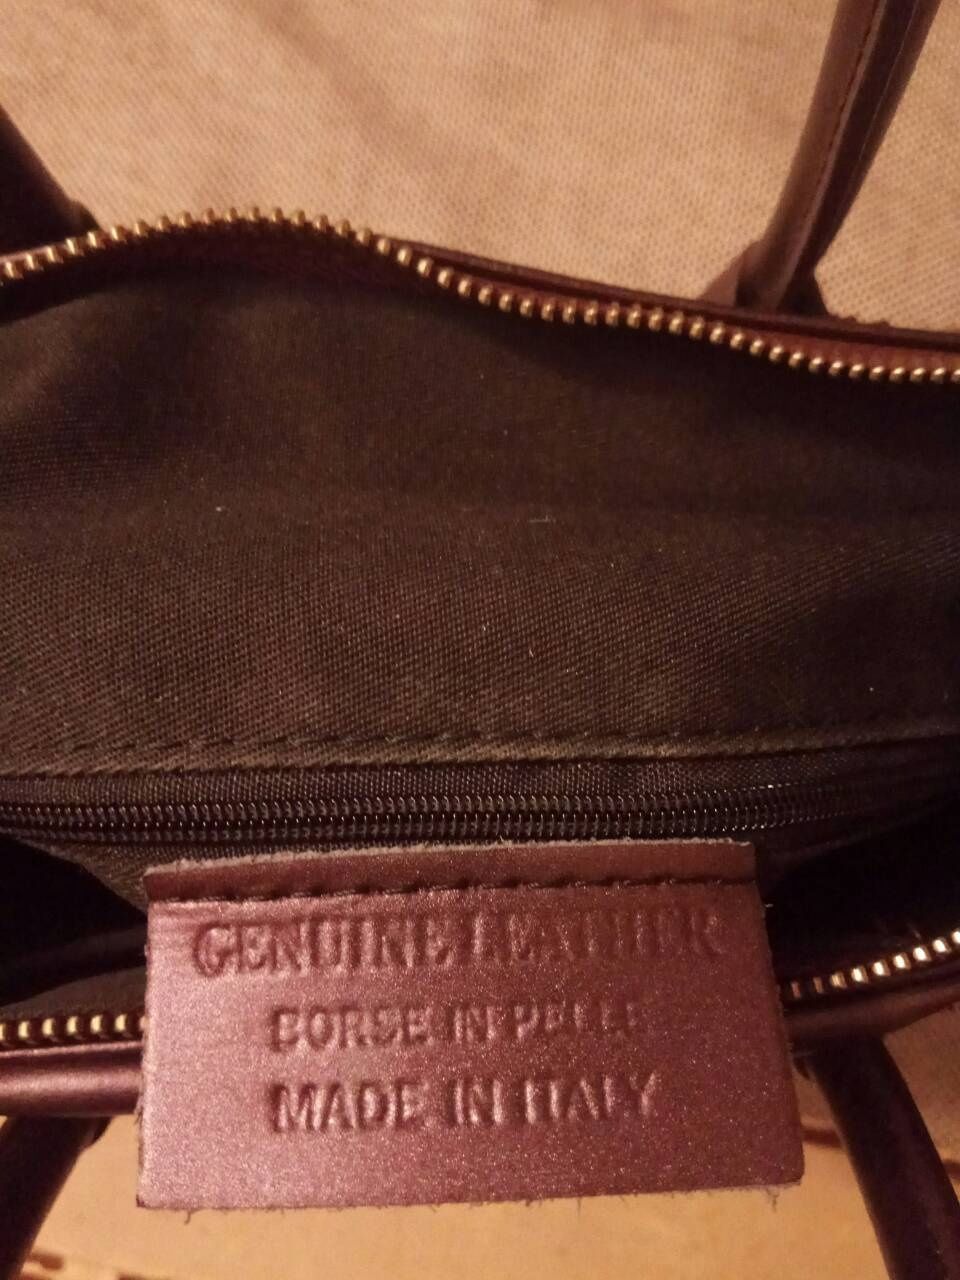 GENUINE LEATHER
BORSE IN PELLE
MADE IN ITALY